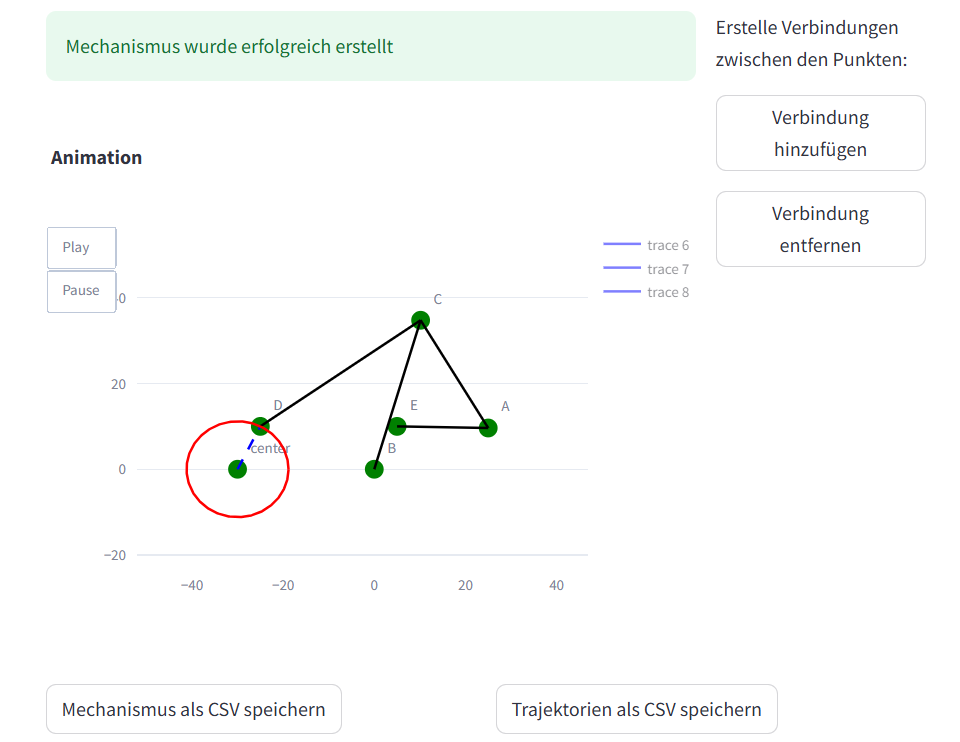 Mechanismus wurde erfolgreich erstellt
Erstelle Verbindungen
zwischen den Punkten:
Verbindung
hinzufügen
Verbindung
entfernen
Animation
Play
Pause
trace 6
trace 7
trace 8
0
20
0
−20
−40
−20
0
20
40
C
D
E
A
center
B
Mechanismus als CSV speichern
Trajektorien als CSV speichern